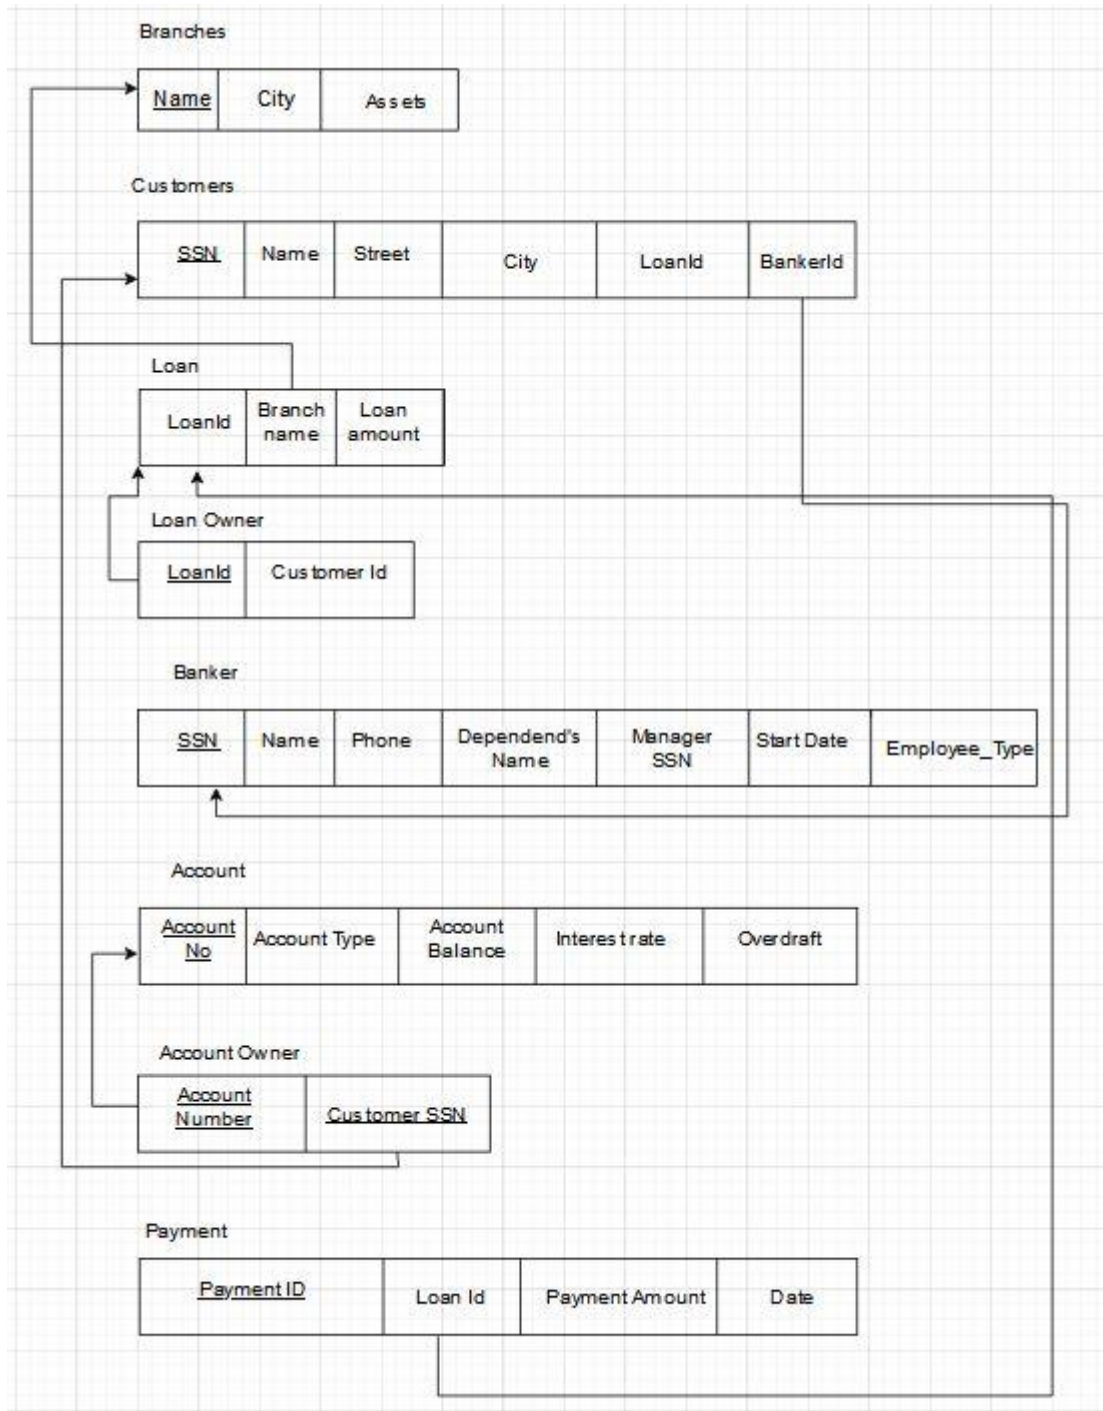 Branches
Name City Assets
Customers
SSN Name Street City LoanId BankerId
Loan
LoanId Branch name Loan amount
Loan Owner
LoanId Customer Id
Banker
SSN Name Phone Dependend's Name Manager SSN Start Date Employee_Type
Account
Account No Account Type Account Balance Interest rate Overdraft
Account Owner
Account Number Customer SSN
Payment
Payment ID Loan Id Payment Amount Date